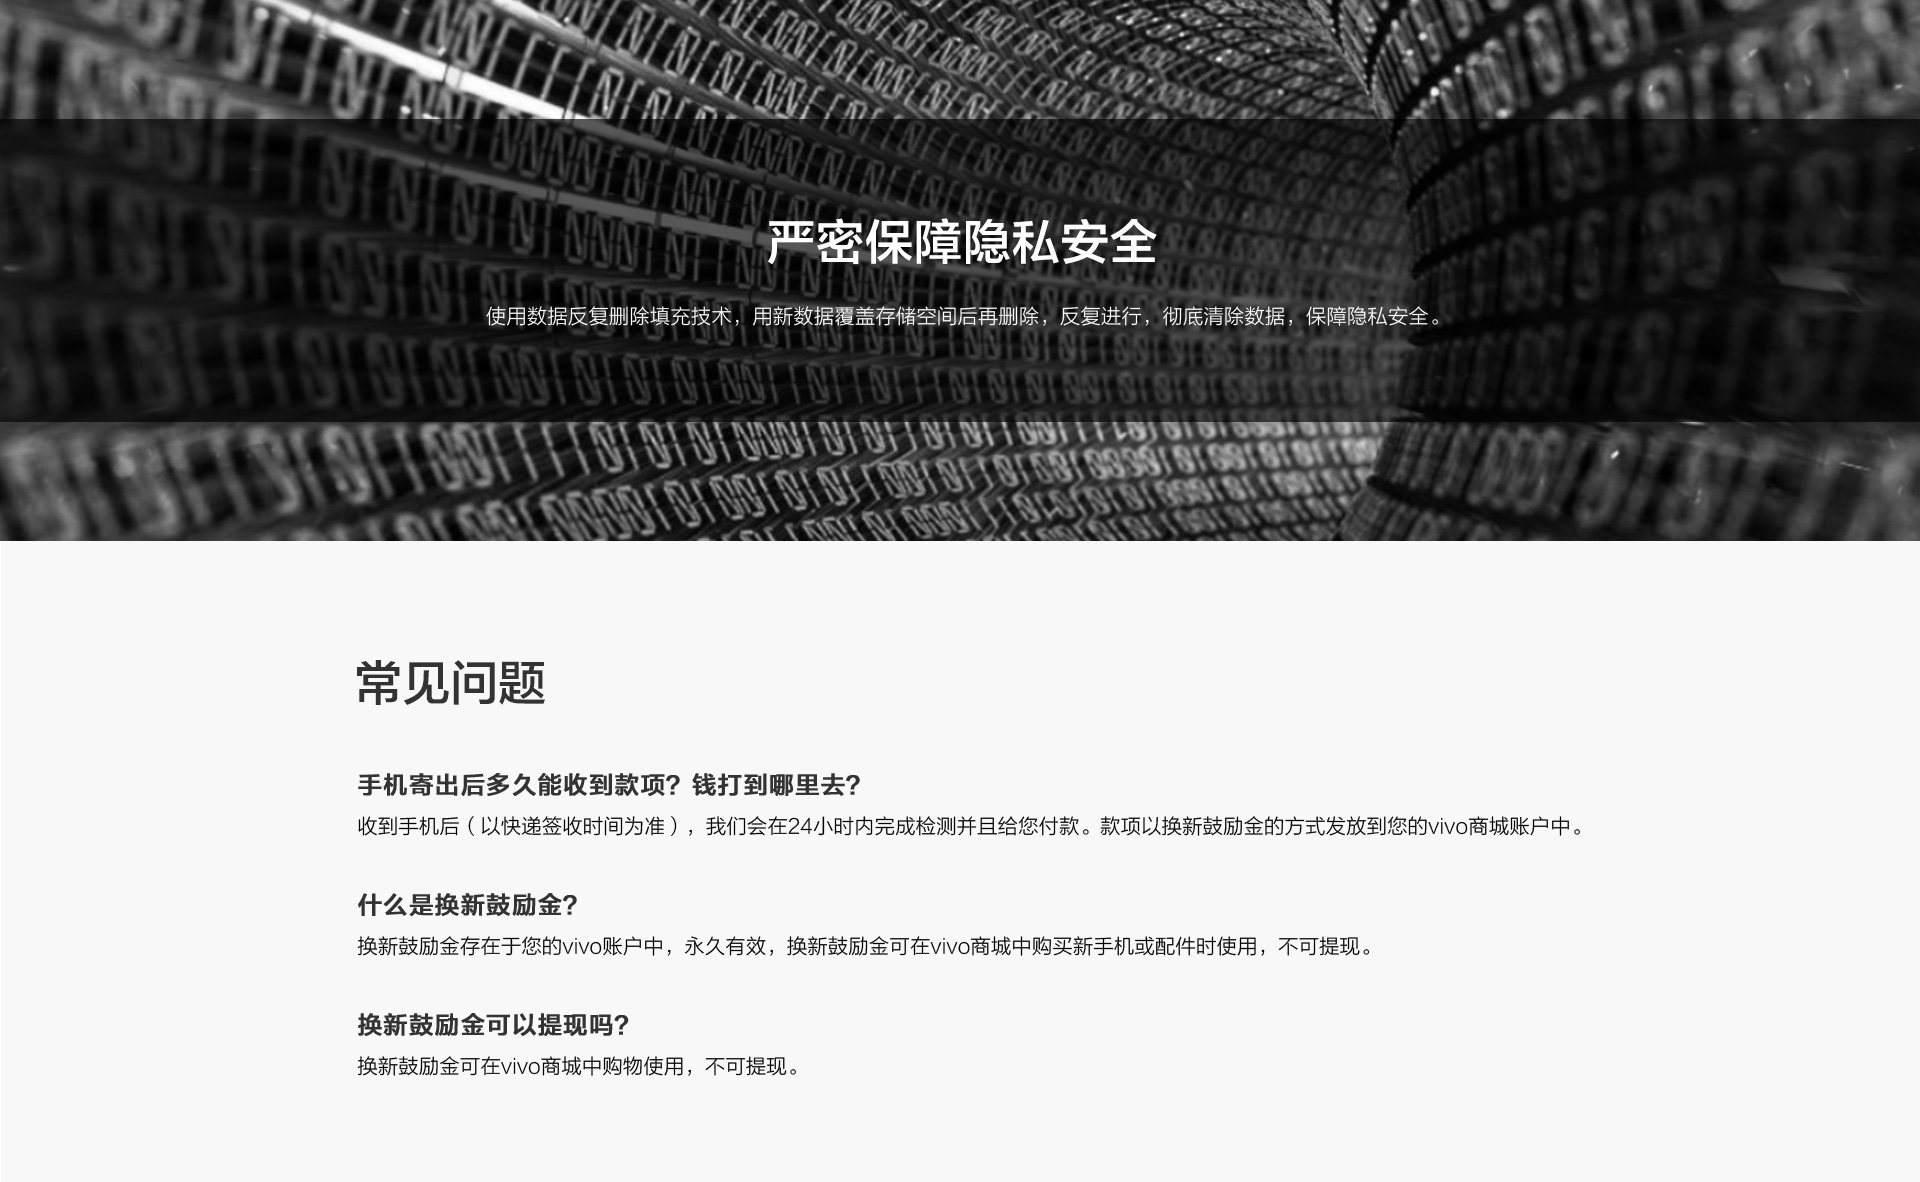 严密保障隐私安全
使用数据反复删除填充技术，用新数据覆盖存储空间后再删除，反复进行，彻底清除数据，保障隐私安全。
常见问题
手机寄出后多久能收到款项？钱打到哪里去？
收到手机后（以快递签收时间为准），我们会在24小时内完成检测并且给您付款。款项以换新鼓励金的方式发放到您的vivo商城账户中。
什么是换新鼓励金？
换新鼓励金存在于您的vivo账户中，永久有效，换新鼓励金可在vivo商城中购买新手机或配件时使用，不可提现。
换新鼓励金可以提现吗？
换新鼓励金可在vivo商城中购物使用，不可提现。